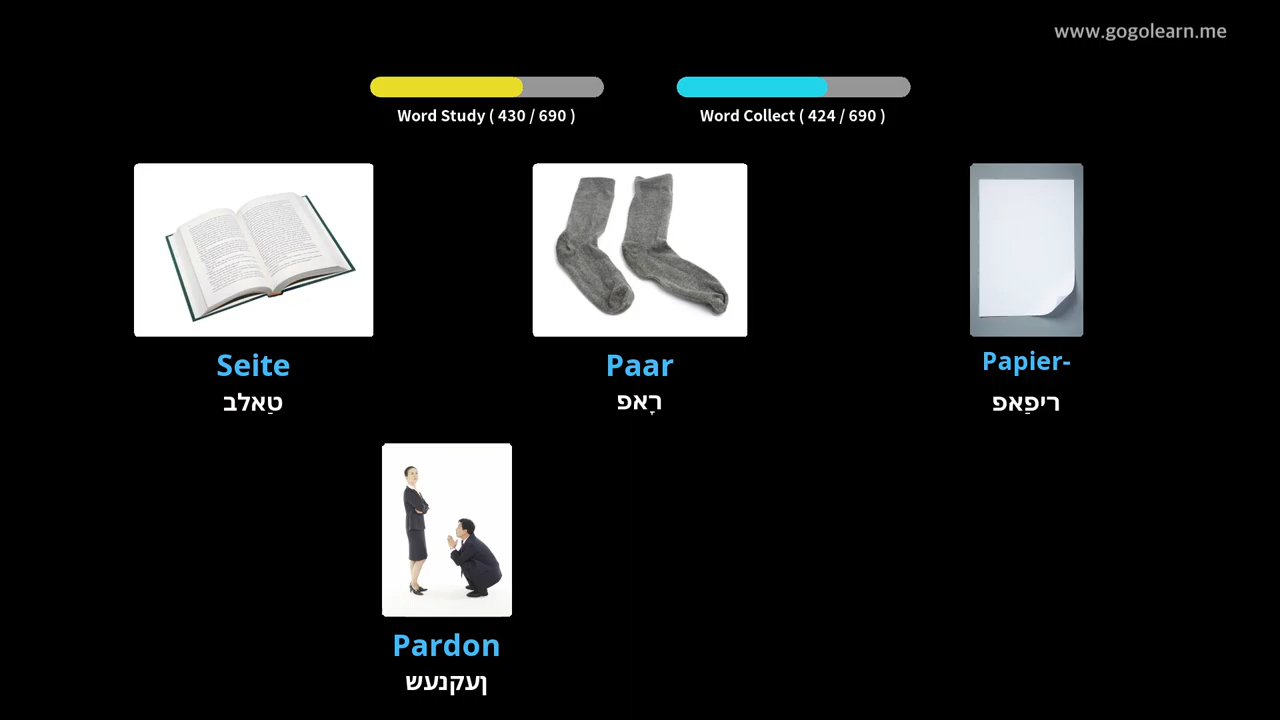 www.gogolearn.me
Word Study ( 430 / 690 )
Word Collect ( 424 / 690 )
Seite
טַאלב
Paar
רָאפ
Papier-
ריפַאפ
Pardon
ןעקנעש